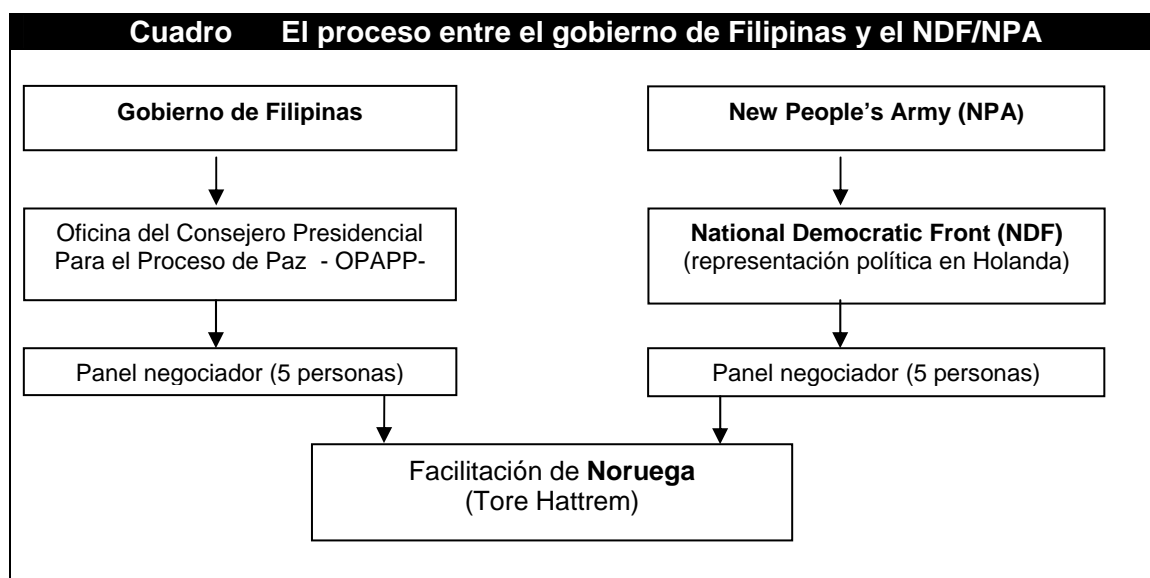 Cuadro El proceso entre el gobierno de Filipinas y el NDF/NPA
Gobierno de Filipinas
New People's Army (NPA)
Oficina del Consejero Presidencial
Para el Proceso de Paz - OPAPP-
National Democratic Front (NDF)
(representación política en Holanda)
Panel negociador (5 personas)
Panel negociador (5 personas)
Facilitación de Noruega
(Tore Hattrem)